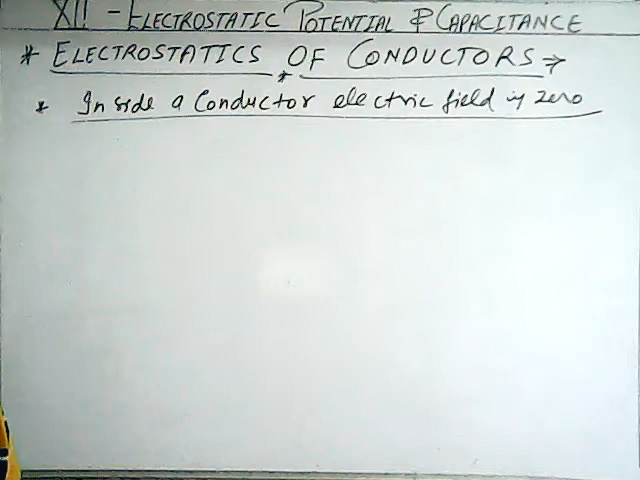 XII - ELECTROSTATIC POTENTIAL & CAPACITANCE
* ELECTROSTATICS OF CONDUCTORS ⇒
* Inside a Conductor electric field is zero